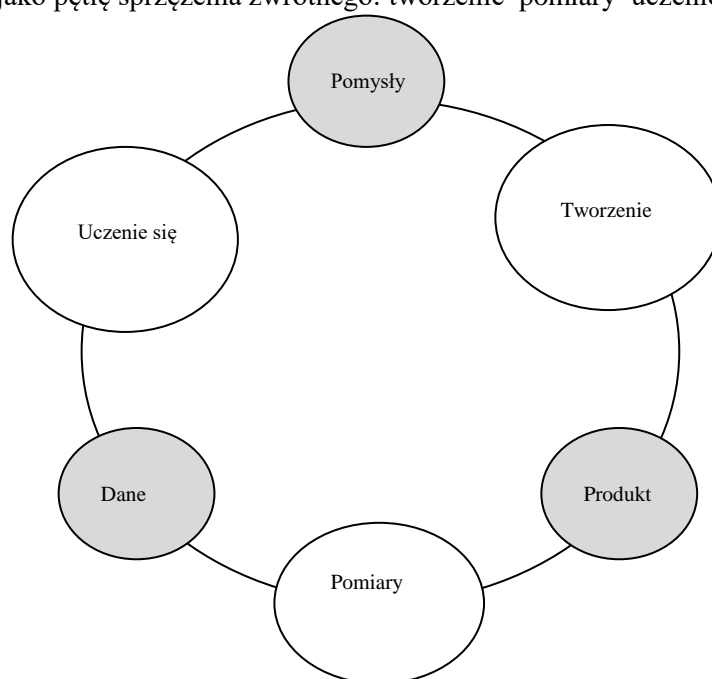 jako pętlę sprzężenia zwrotnego: tworzenie pomiary uczenie
Pomysły
Tworzenie
Uczenie się
Dane
Produkt
Pomiary